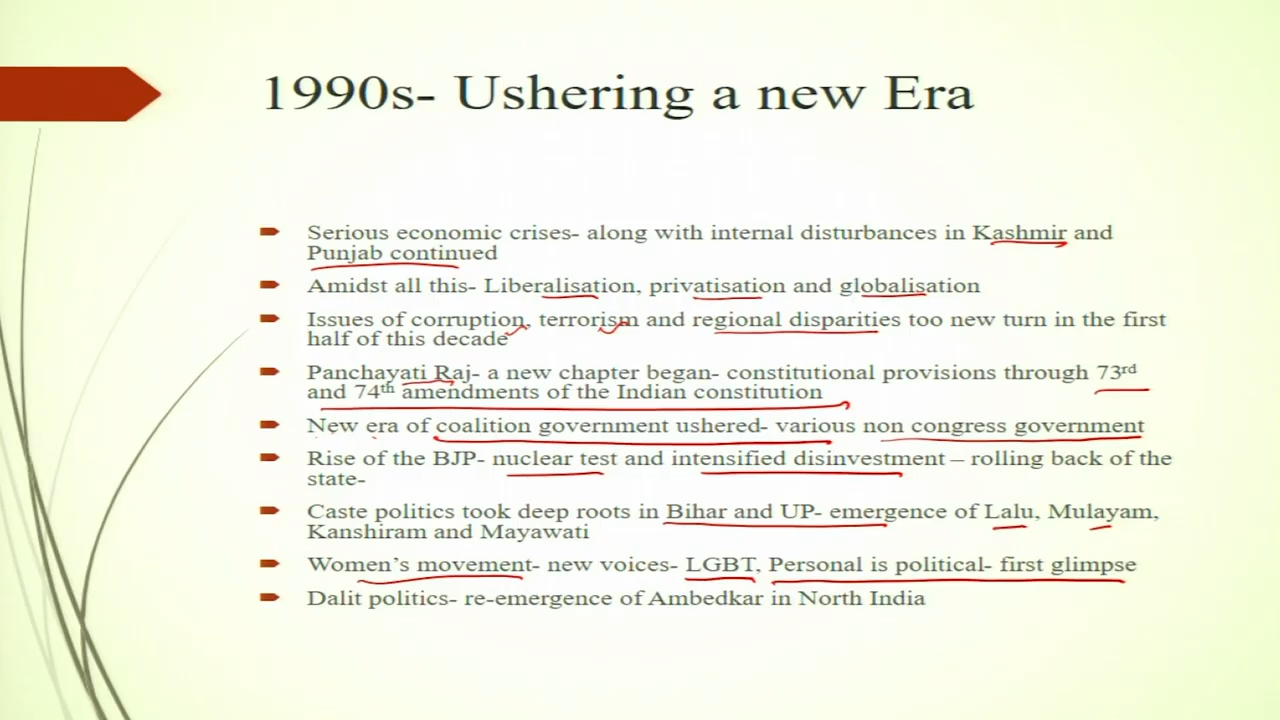 1990s- Ushering a new Era
Serious economic crises- along with internal disturbances in Kashmir and
Punjab continued
Amidst all this- Liberalisation, privatisation and globalisation
Issues of corruption, terrorism and regional disparities too new turn in the first
half of this decade
Panchayati Raj- a new chapter began- constitutional provisions through 73rd
and 74th amendments of the Indian constitution
New era of coalition government ushered- various non congress government
Rise of the BJP- nuclear test and intensified disinvestment – rolling back of the
state-
Caste politics took deep roots in Bihar and UP- emergence of Lalu, Mulayam,
Kanshiram and Mayawati
Women’s movement- new voices- LGBT, Personal is political- first glimpse
Dalit politics- re-emergence of Ambedkar in North India